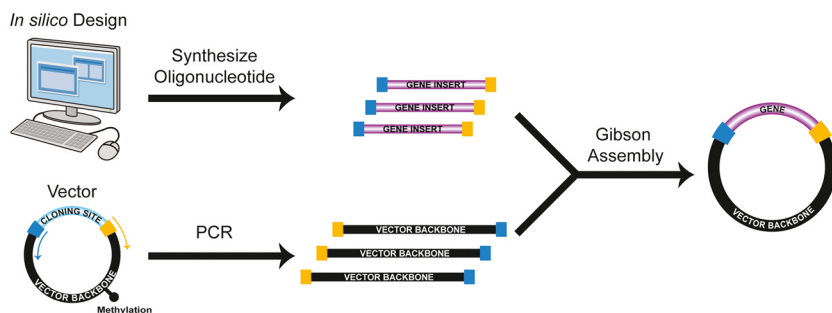 In silico Design
Synthesize
Oligonucleotide
GENE INSERT
GENE INSERT
GENE INSERT
Gibson
Assembly
GENE
VECTOR BACKBONE
Vector
CLONING SITE
VECTOR BACKBONE
Methylation
PCR
VECTOR BACKBONE
VECTOR BACKBONE
VECTOR BACKBONE